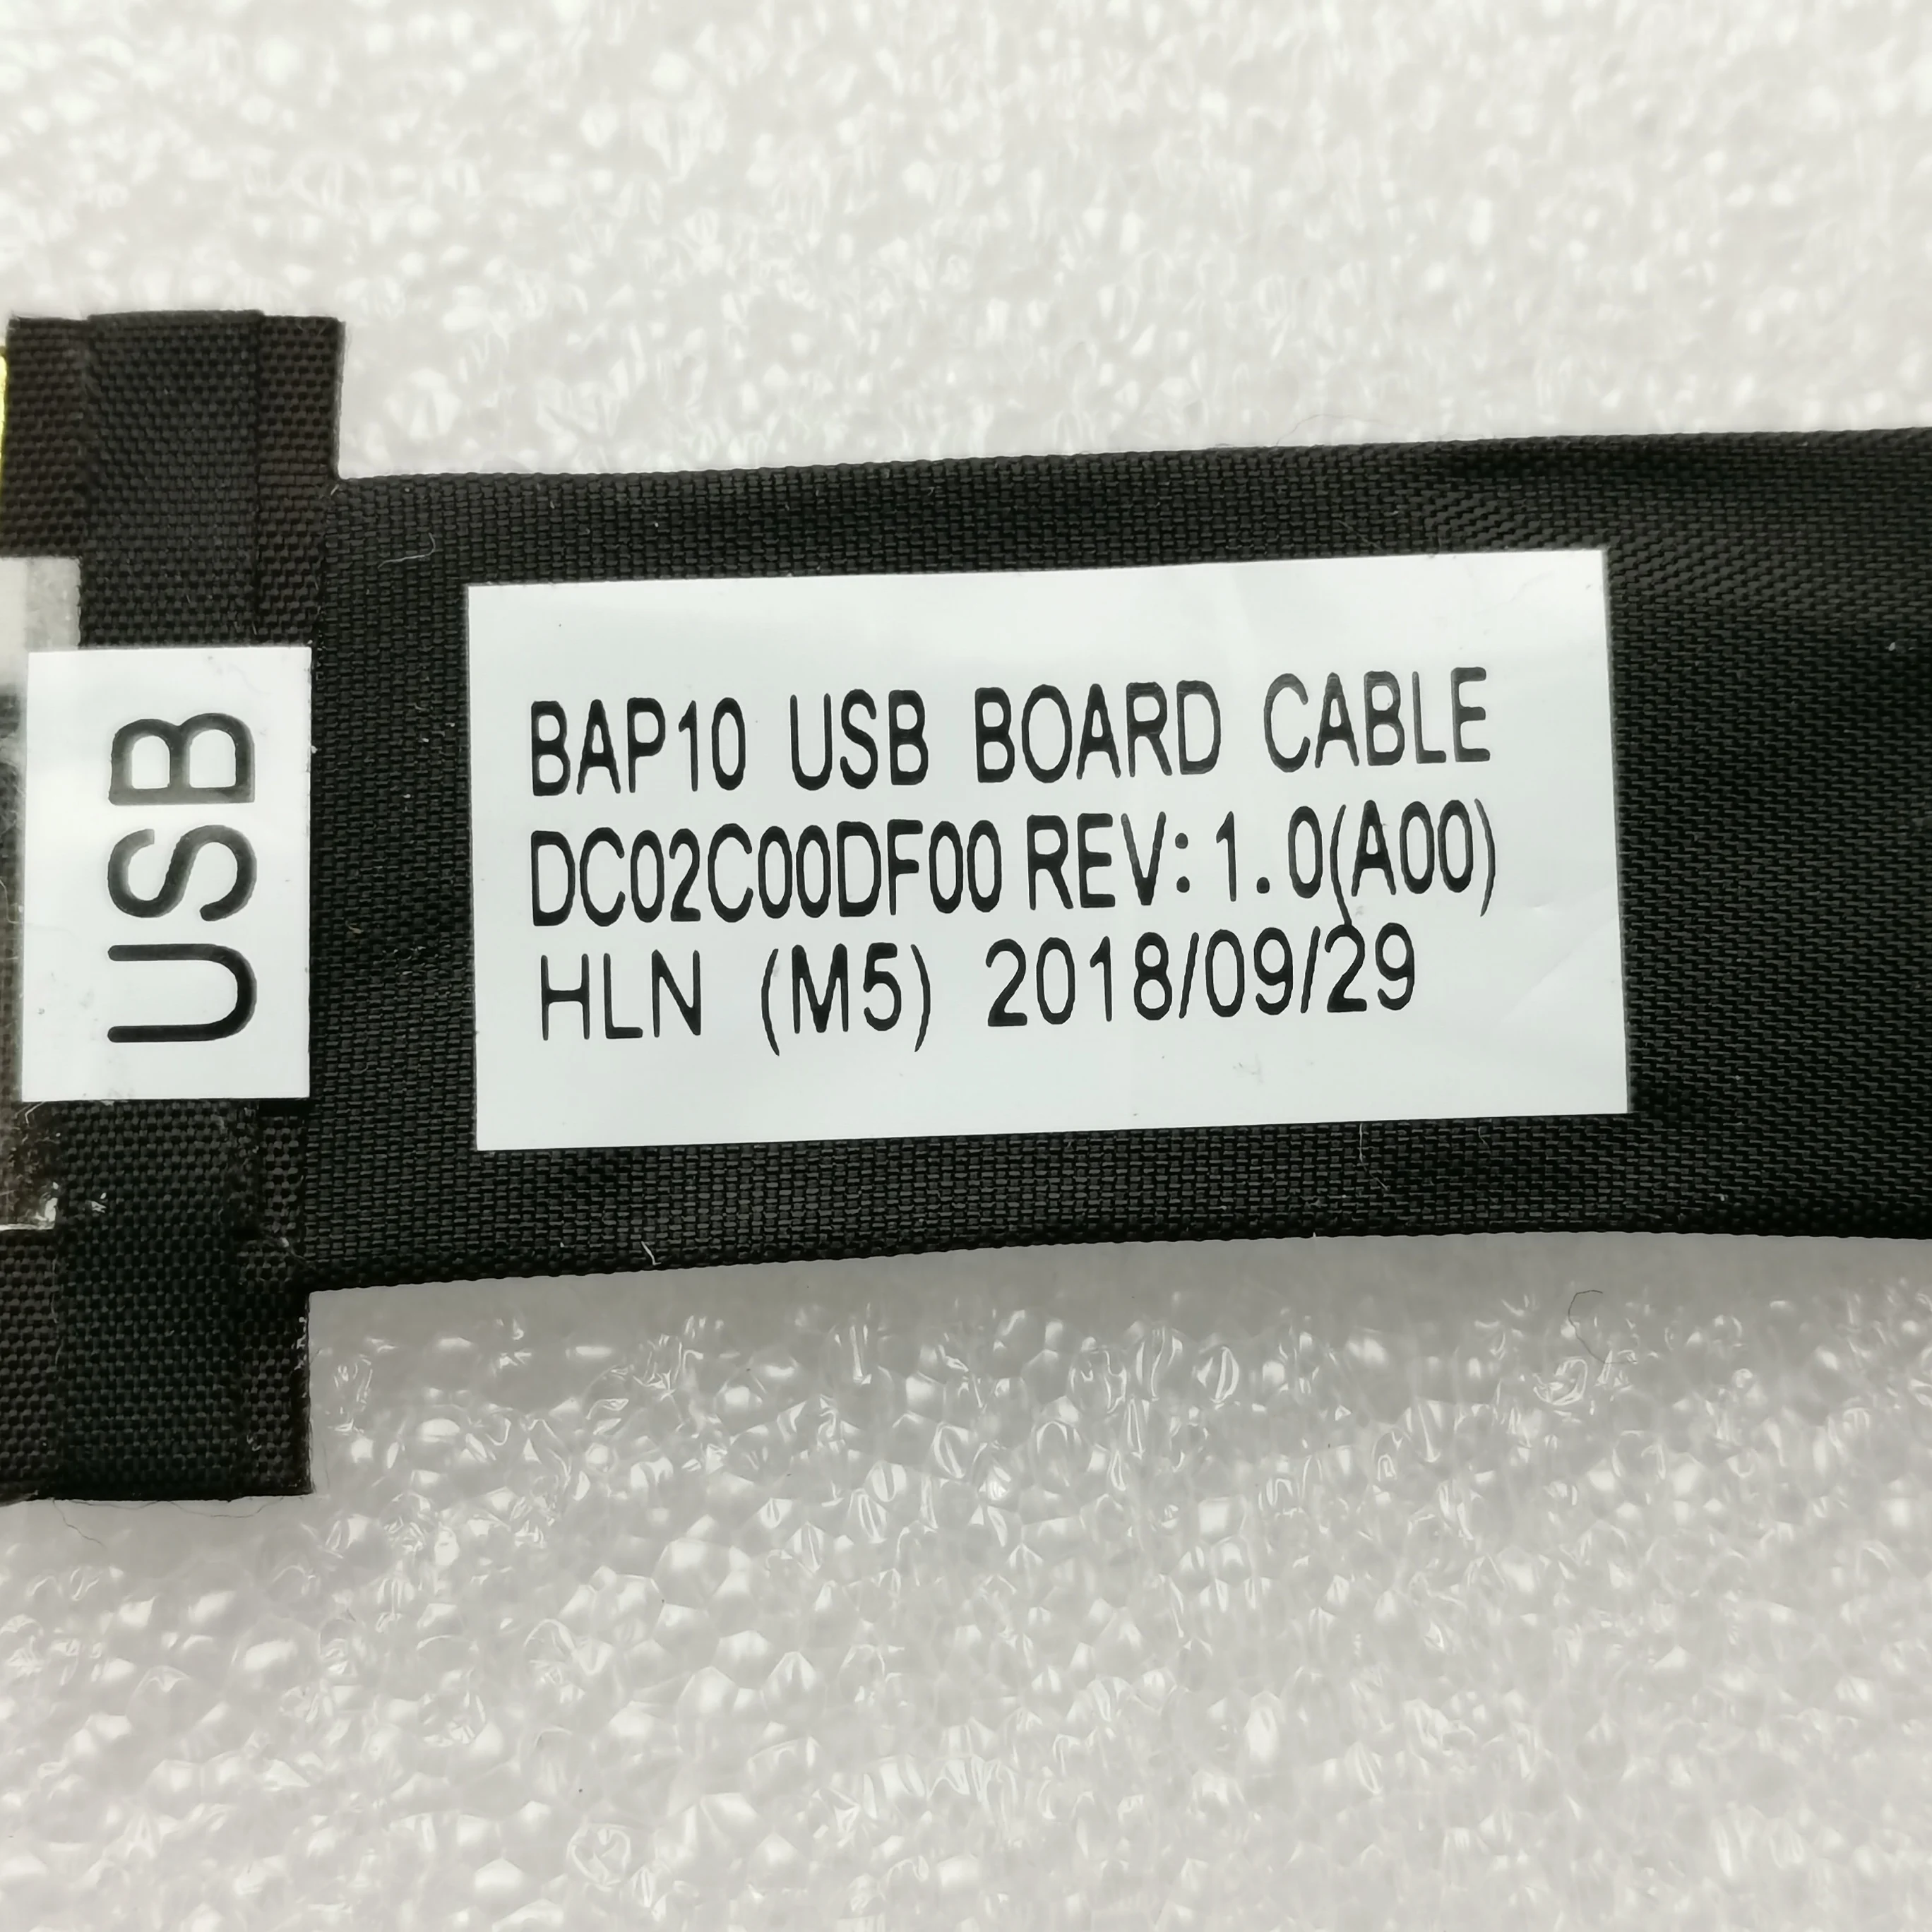 USB
BAP10 USB BOARD CABLE
DC02C00DF00 REV: 1.0(A00)
HLN (M5) 2018/09/29